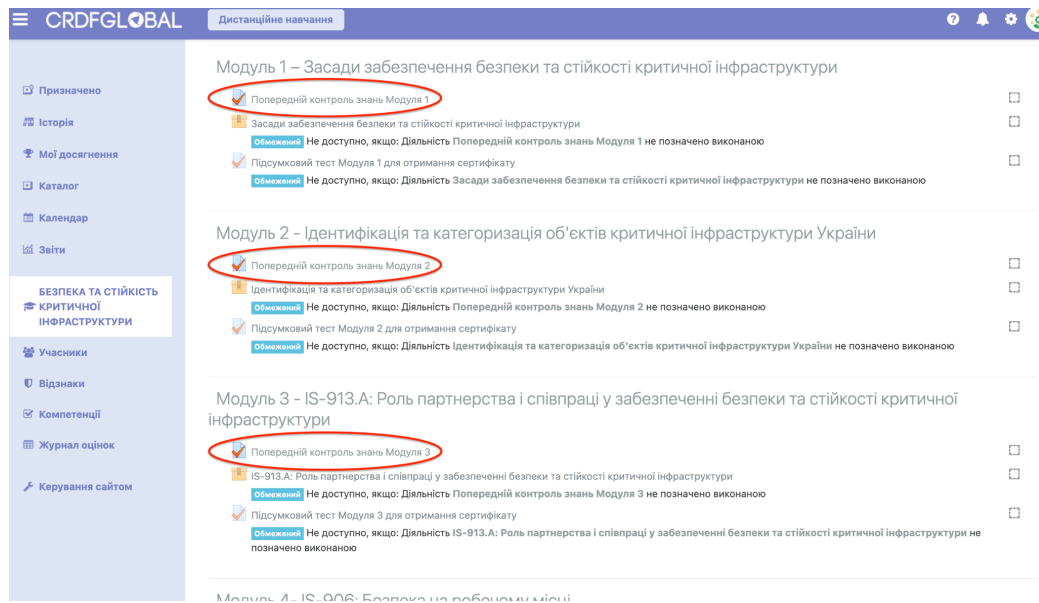 CRDFGLOBAL
Дистанційне навчання
Призначено
Історія
Мої досягнення
Каталог
Календар
Звіти
БЕЗПЕКА ТА СТІЙКІСТЬ
КРИТИЧНОЇ
ІНФРАСТРУКТУРИ
Учасники
Відзнаки
Компетенції
Журнал оцінок
Керування сайтом
Модуль 1 – Засади забезпечення безпеки та стійкості критичної інфраструктури
Попередній контроль знань Модуля 1
Засади забезпечення безпеки та стійкості критичної інфраструктури
Обмежений Не доступно, якщо: Діяльність Попередній контроль знань Модуля 1 не позначено виконаною
Підсумковий тест Модуля 1 для отримання сертифікату
Обмежений Не доступно, якщо: Діяльність Засади забезпечення безпеки та стійкості критичної інфраструктури не позначено виконаною
Модуль 2 - Ідентифікація та категоризація об'єктів критичної інфраструктури України
Попередній контроль знань Модуля 2
Ідентифікація та категоризація об'єктів критичної інфраструктури України
Обмежений Не доступно, якщо: Діяльність Попередній контроль знань Модуля 2 не позначено виконаною
Підсумковий тест Модуля 2 для отримання сертифікату
Обмежений Не доступно, якщо: Діяльність Ідентифікація та категоризація об'єктів критичної інфраструктури України не позначено виконаною
Модуль 3 - IS-913.A: Роль партнерства і співпраці у забезпеченні безпеки та стійкості критичної
інфраструктури
Попередній контроль знань Модуля 3
IS-913.A: Роль партнерства і співпраці у забезпеченні безпеки та стійкості критичної інфраструктури
Обмежений Не доступно, якщо: Діяльність Попередній контроль знань Модуля 3 не позначено виконаною
Підсумковий тест Модуля 3 для отримання сертифікату
Обмежений Не доступно, якщо: Діяльність IS-913.A: Роль партнерства і співпраці у забезпеченні безпеки та стійкості критичної інфраструктури не
позначено виконаною
Модуль 4- IS-906: Безпека на робочому місці